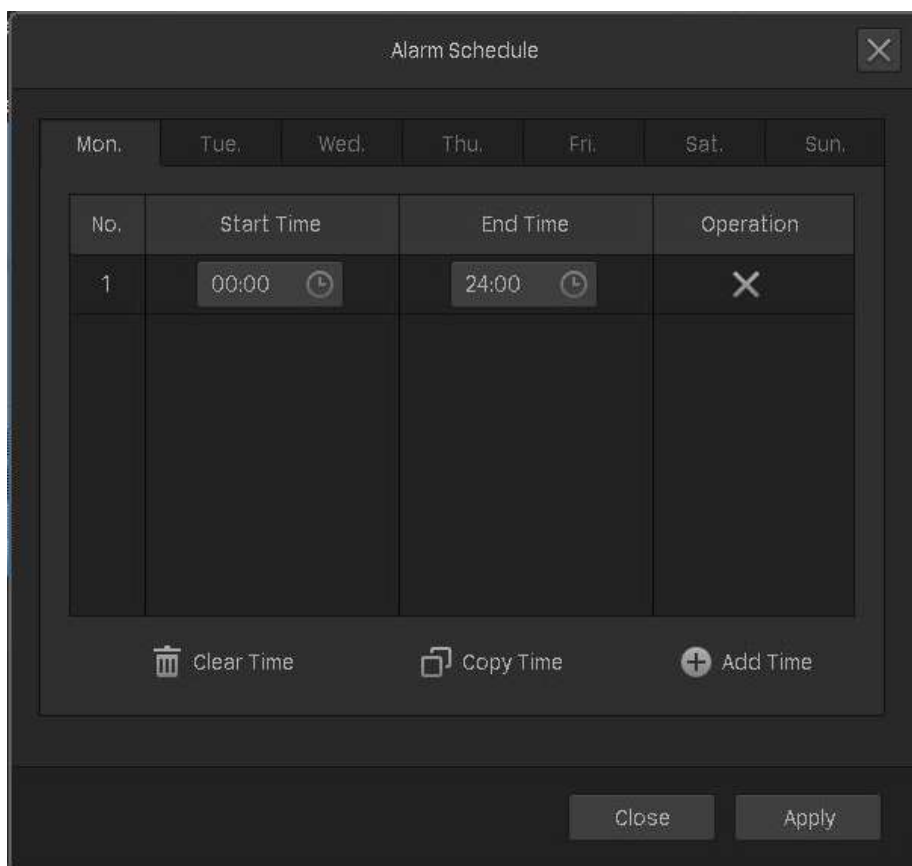 Alarm Schedule
Mon. Tue. Wed. Thu. Fri. Sat. Sun.
No. Start Time End Time Operation
1 00:00 24:00
Clear Time Copy Time Add Time
Close Apply